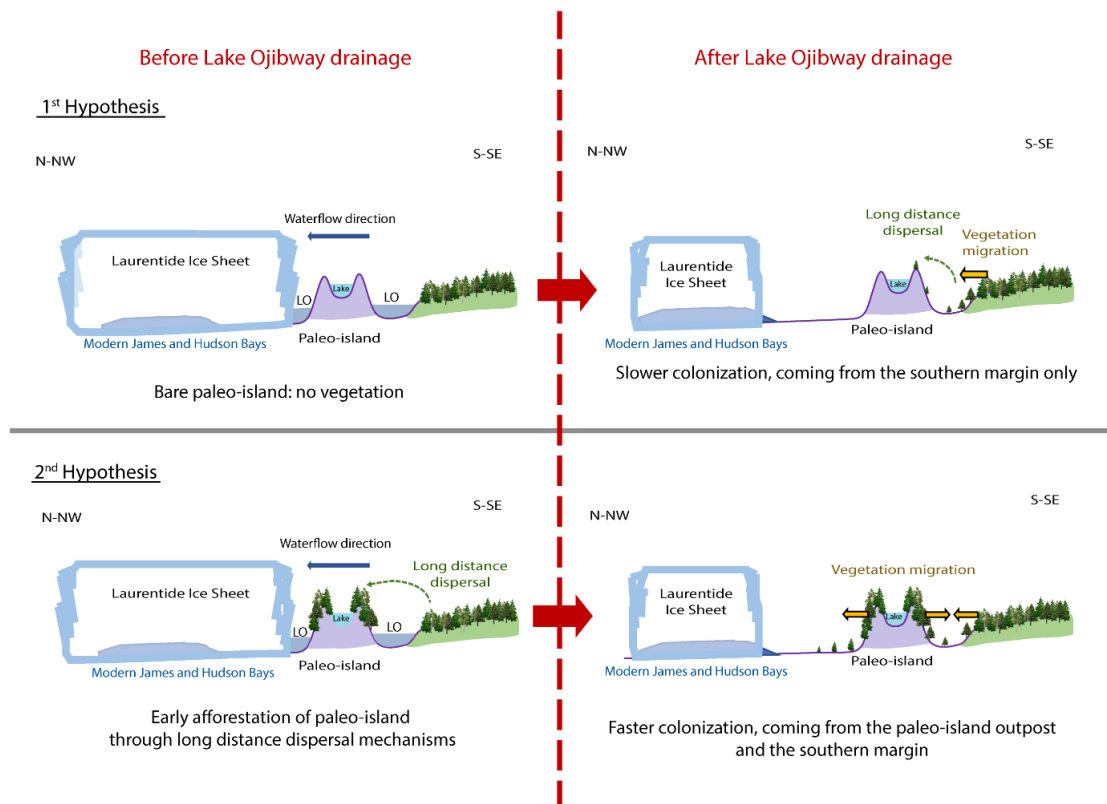 Before Lake Ojibway drainage
After Lake Ojibway drainage
1st Hypothesis
N-NW
S-SE
Waterflow direction
Laurentide Ice Sheet
LO
Lake
LO
Paleo-island
Modern James and Hudson Bays
Bare paleo-island: no vegetation
N-NW
S-SE
Long distance
dispersal
Vegetation
migration
Laurentide
Ice Sheet
Lake
Paleo-island
Modern James and Hudson Bays
Slower colonization, coming from the southern margin only
2nd Hypothesis
N-NW
S-SE
Waterflow direction
Long distance
dispersal
Laurentide Ice Sheet
LO
Lake
LO
Paleo-island
Modern James and Hudson Bays
Early afforestation of paleo-island
through long distance dispersal mechanisms
N-NW
S-SE
Vegetation migration
Laurentide
Ice Sheet
Lake
Paleo-island
Modern James and Hudson Bays
Faster colonization, coming from the paleo-island outpost
and the southern margin